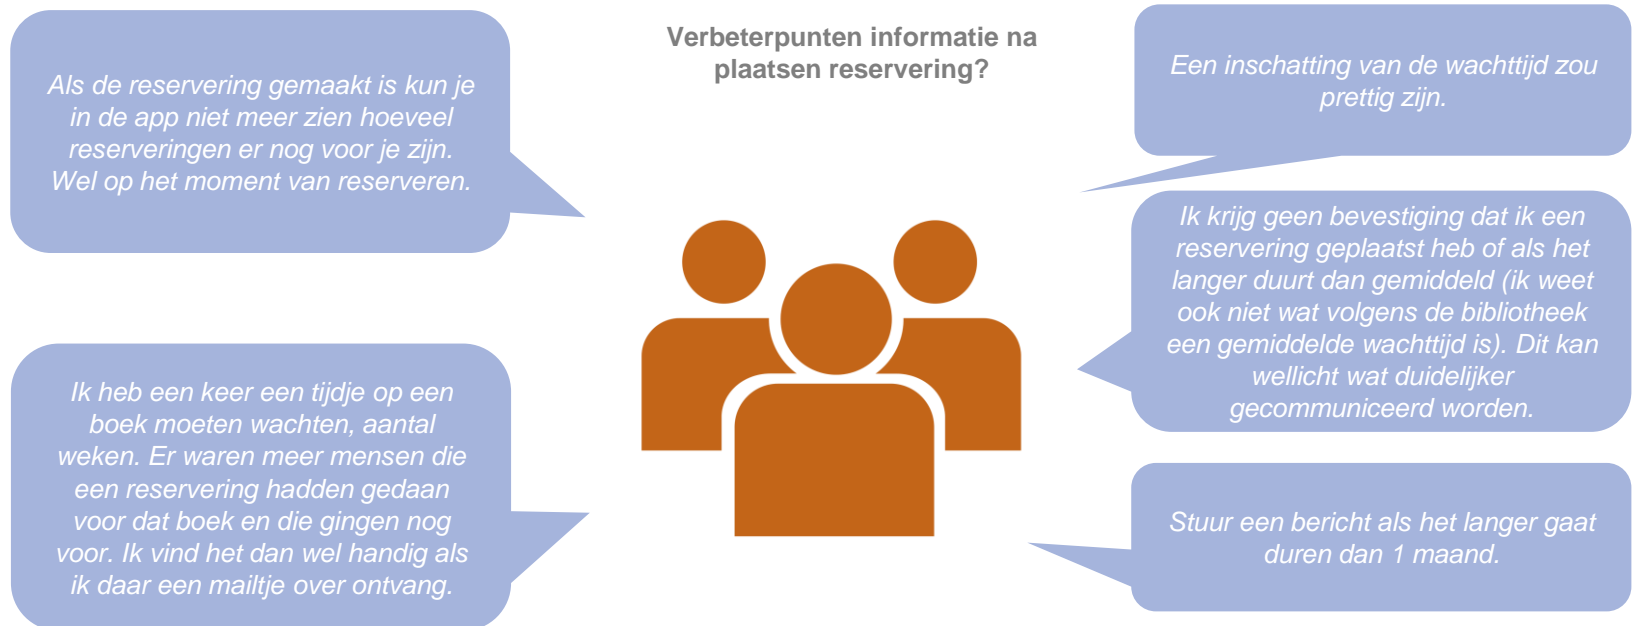 Verbeterpunten informatie na
plaatsen reservering?
Als de reservering gemaakt is kun je
in de app niet meer zien hoeveel
reserveringen er nog voor je zijn.
Wel op het moment van reserveren.
Ik heb een keer een tijdje op een
boek moeten wachten, aantal
weken. Er waren meer mensen die
een reservering hadden gedaan
voor dat boek en die gingen nog
voor. Ik vind het dan wel handig als
ik daar een mailtje over ontvang.
Een inschatting van de wachttijd zou
prettig zijn.
Ik krijg geen bevestiging dat ik een
reservering geplaatst heb of als het
langer duurt dan gemiddeld (ik weet
ook niet wat volgens de bibliotheek
een gemiddelde wachttijd is). Dit kan
wellicht wat duidelijker
gecommuniceerd worden.
Stuur een bericht als het langer gaat
duren dan 1 maand.